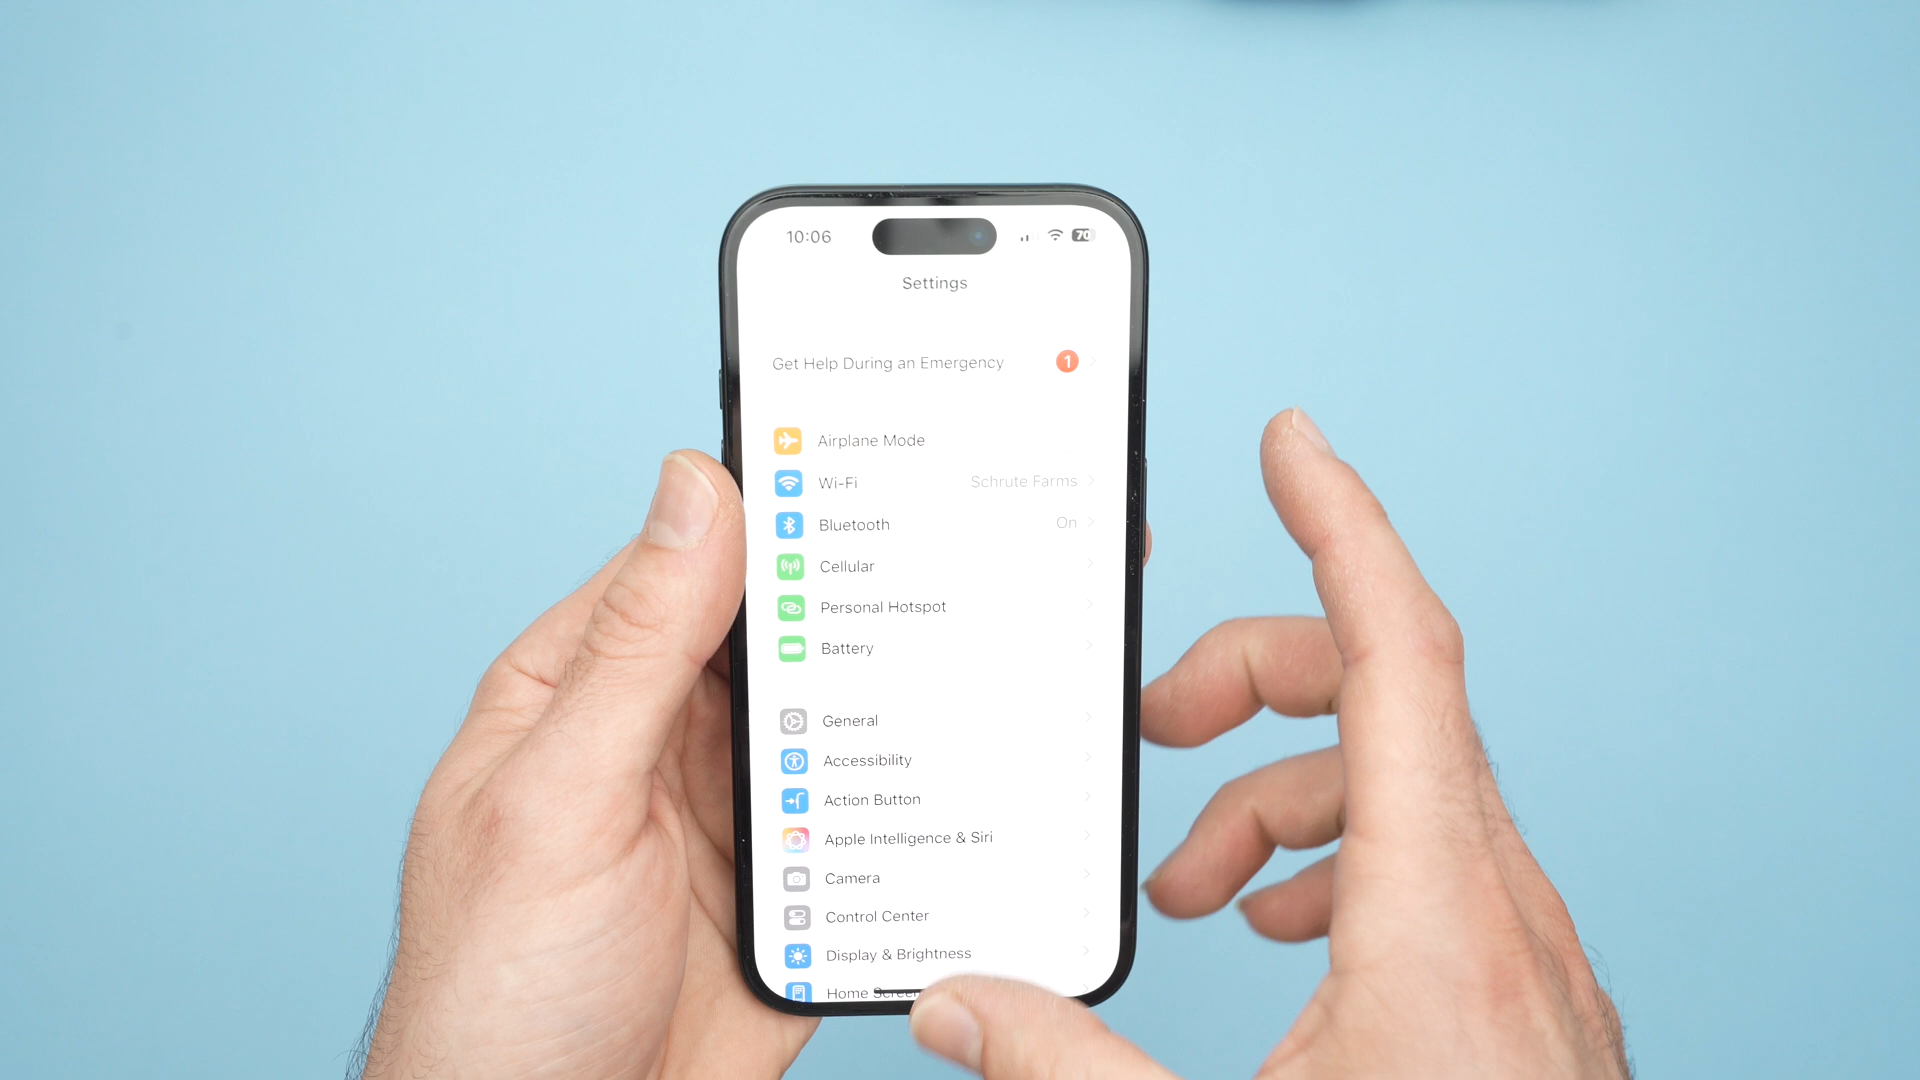 10:06
70
Settings
Get Help During an Emergency 1
Airplane Mode
Wi-Fi Schrute Farms
Bluetooth On
Cellular
Personal Hotspot
Battery
General
Accessibility
Action Button
Apple Intelligence & Siri
Camera
Control Center
Display & Brightness
Home Screen